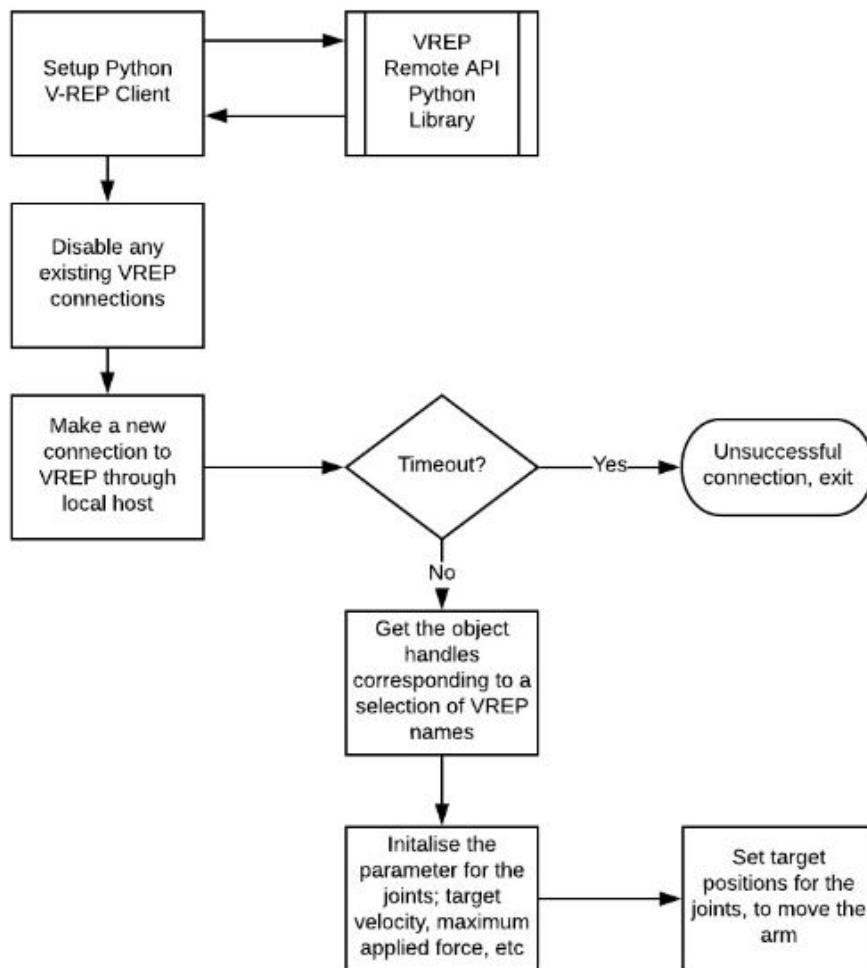 Setup Python
V-REP Client
VREP
Remote API
Python
Library
Disable any
existing VREP
connections
Make a new
connection to
VREP through
local host
Timeout?
Yes
Unsuccessful
connection, exit
No
Get the object
handles
corresponding to a
selection of VREP
names
Initalise the
parameter for the
joints; target
velocity, maximum
applied force, etc
Set target
positions for the
joints, to move the
arm